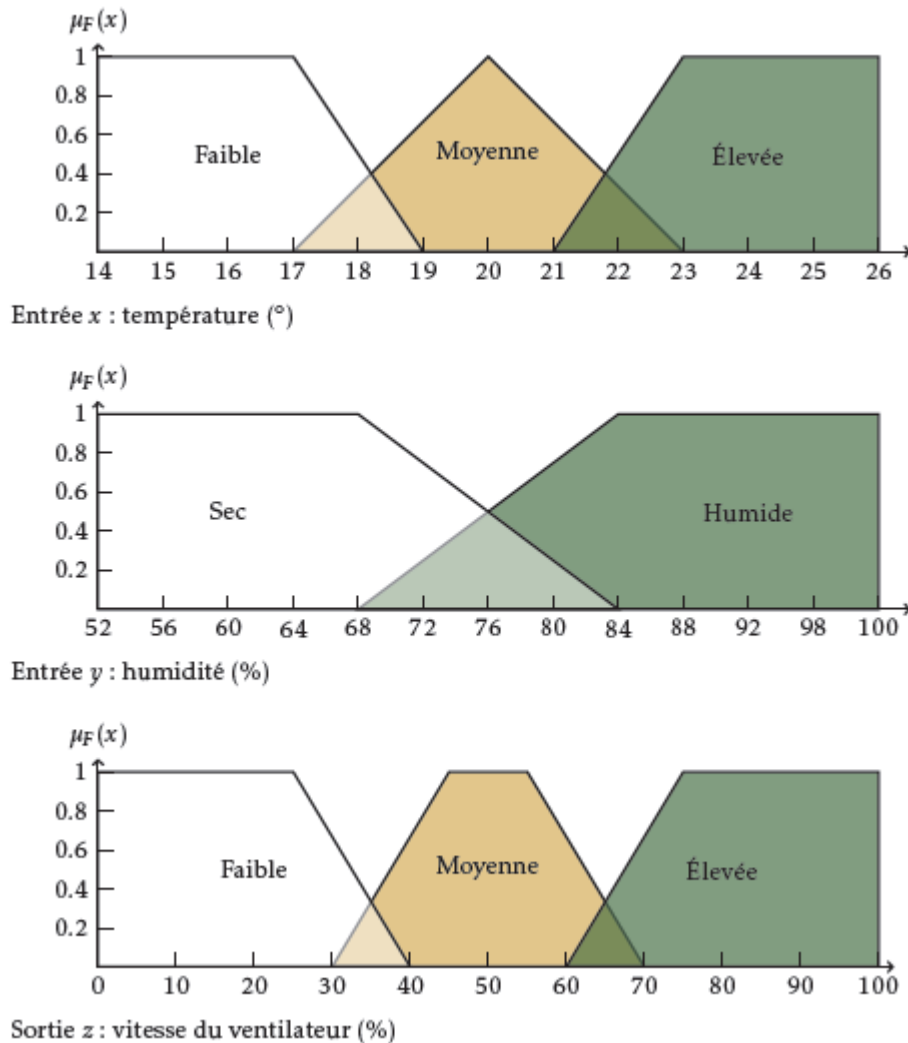 μF(x)
1
0.8
0.6
0.4
0.2
Faible
Moyenne
Élevée
14 15 16 17 18 19 20 21 22 23 24 25 26
Entrée x : température (°)
μF(x)
1
0.8
0.6
0.4
0.2
Sec
Humide
52 56 60 64 68 72 76 80 84 88 92 98 100
Entrée y : humidité (%)
μF(x)
1
0.8
0.6
0.4
0.2
Faible
Moyenne
Élevée
0 10 20 30 40 50 60 70 80 90 100
Sortie z : vitesse du ventilateur (%)